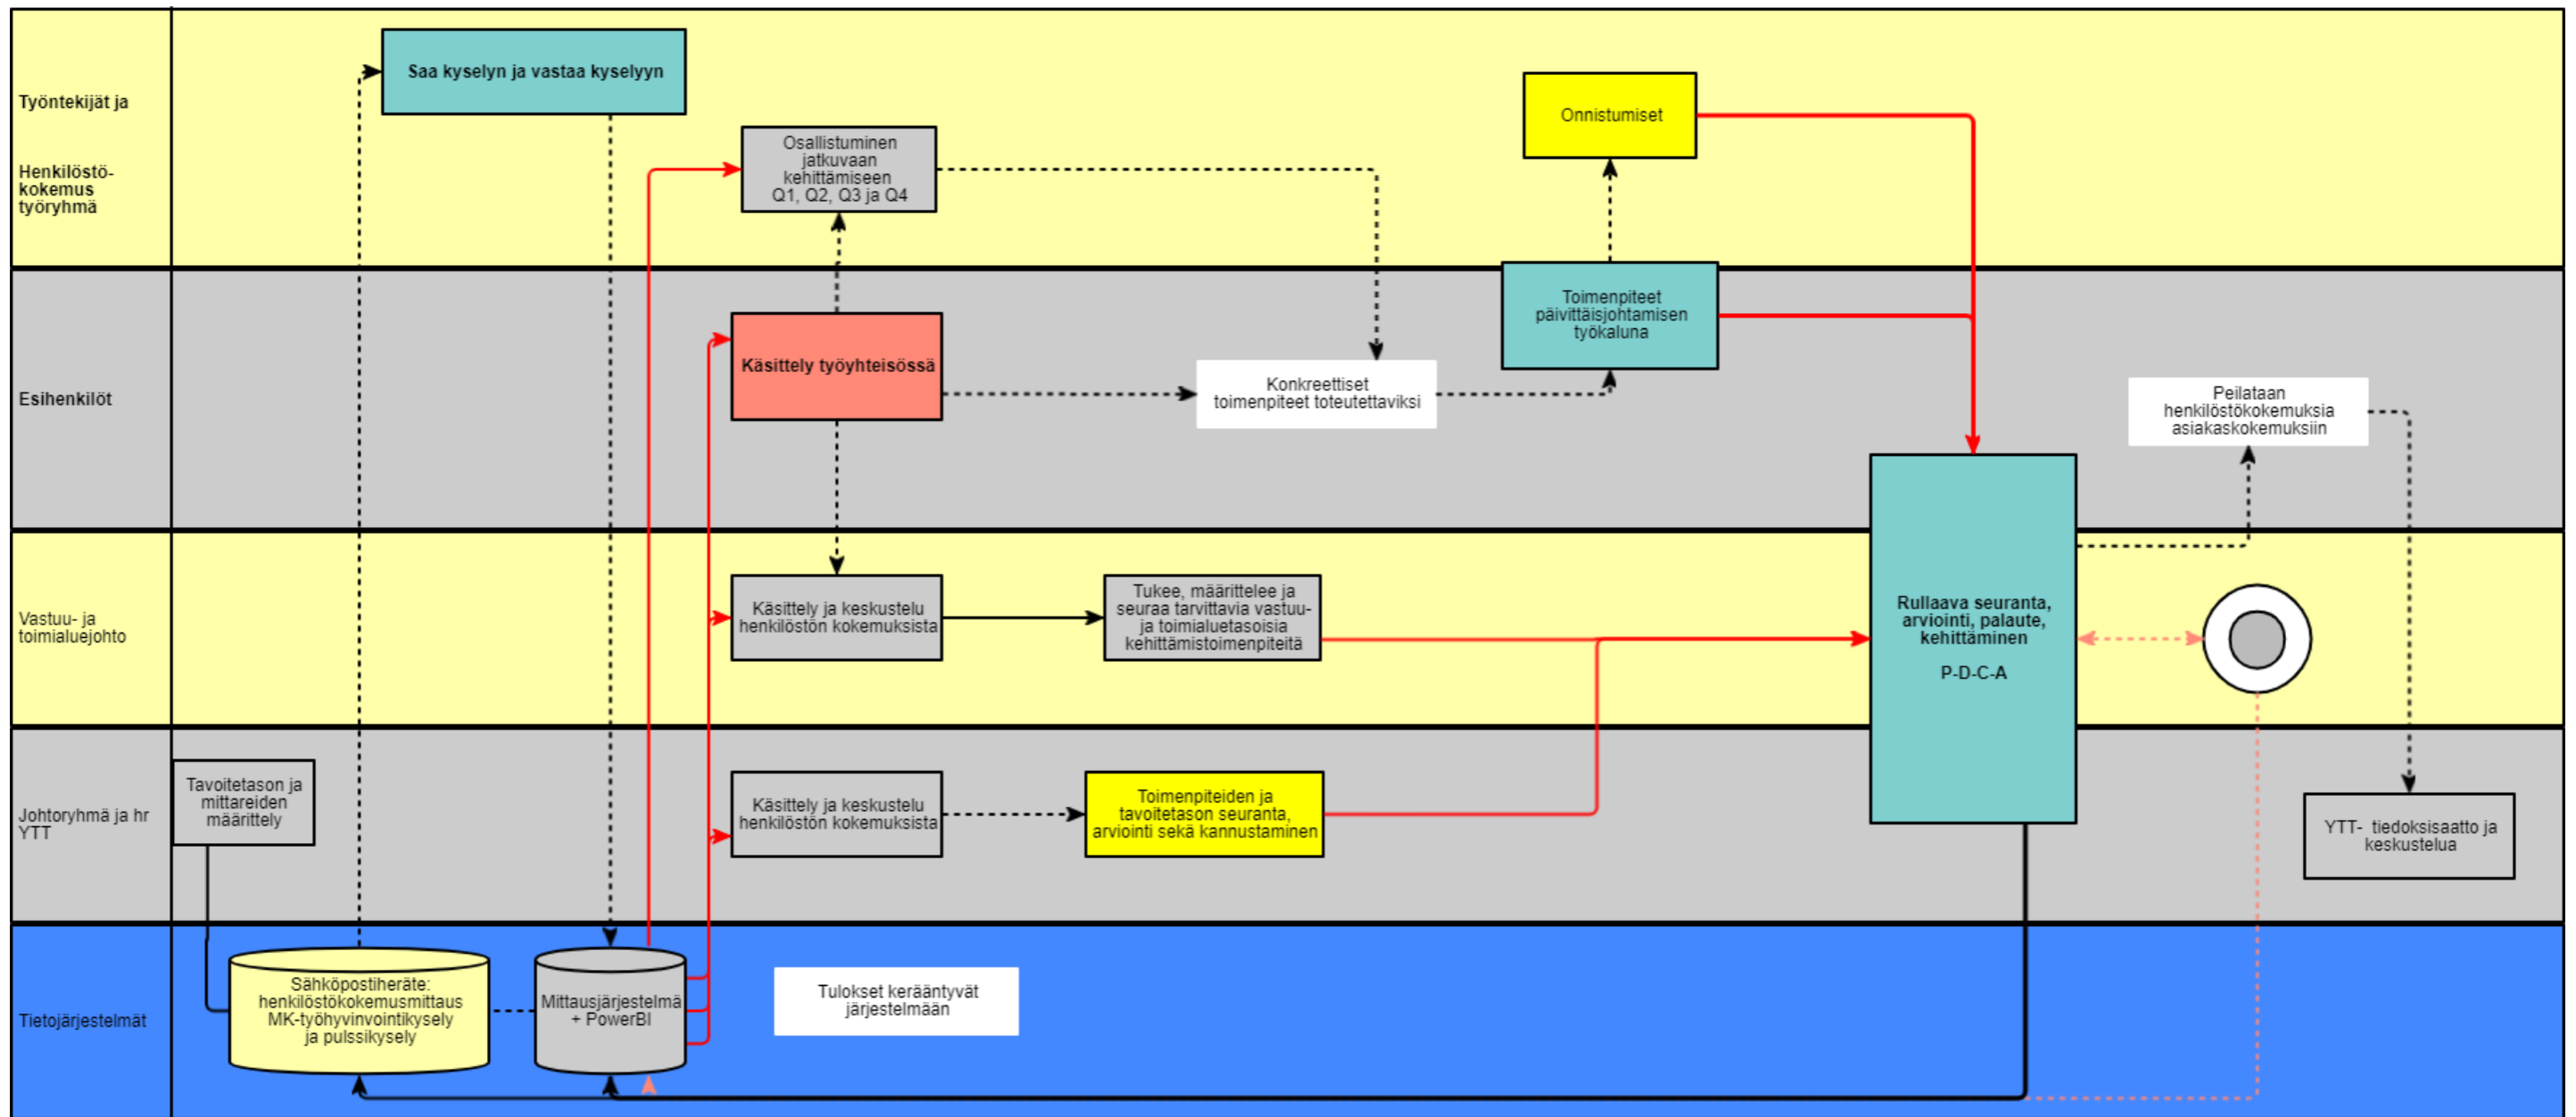 Työntekijät ja
Henkilöstö-
kokemus
työryhmä
Saa kyselyn ja vastaa kyselyyn
Osallistuminen
jatkuvaan
kehittämiseen
Q1, Q2, Q3 ja Q4
Onnistumiset
Esihenkilöt
Käsittely työyhteisössä
Konkreettiset
toimenpiteet toteutettaviksi
Toimenpiteet
päivittäisjohtamisen
työkaluna
Peilataan
henkilöstökokemuksia
asiakaskokemuksiin
Vastuu- ja
toimialuejohto
Käsittely ja keskustelu
henkilöstön kokemuksista
Tukee, määrittelee ja
seuraa tarvittavia vastuu-
ja toimialuetasoisia
kehittämistoimenpiteitä
Rullaava seuranta,
arviointi, palaute,
kehittäminen
P-D-C-A
Johtoryhmä ja hr
YTT
Tavoitetason ja
mittareiden
määrittely
Käsittely ja keskustelu
henkilöstön kokemuksista
Toimenpiteiden ja
tavoitetason seuranta,
arviointi sekä kannustaminen
YTT- tiedoksisaatto ja
keskustelua
Tietojärjestelmät
Sähköpostiheräte:
henkilöstökokemusmittaus
MK-työhyvinvointikysely
ja pulssikysely
Mittausjärjestelmä
+ PowerBI
Tulokset kerääntyvät
järjestelmään